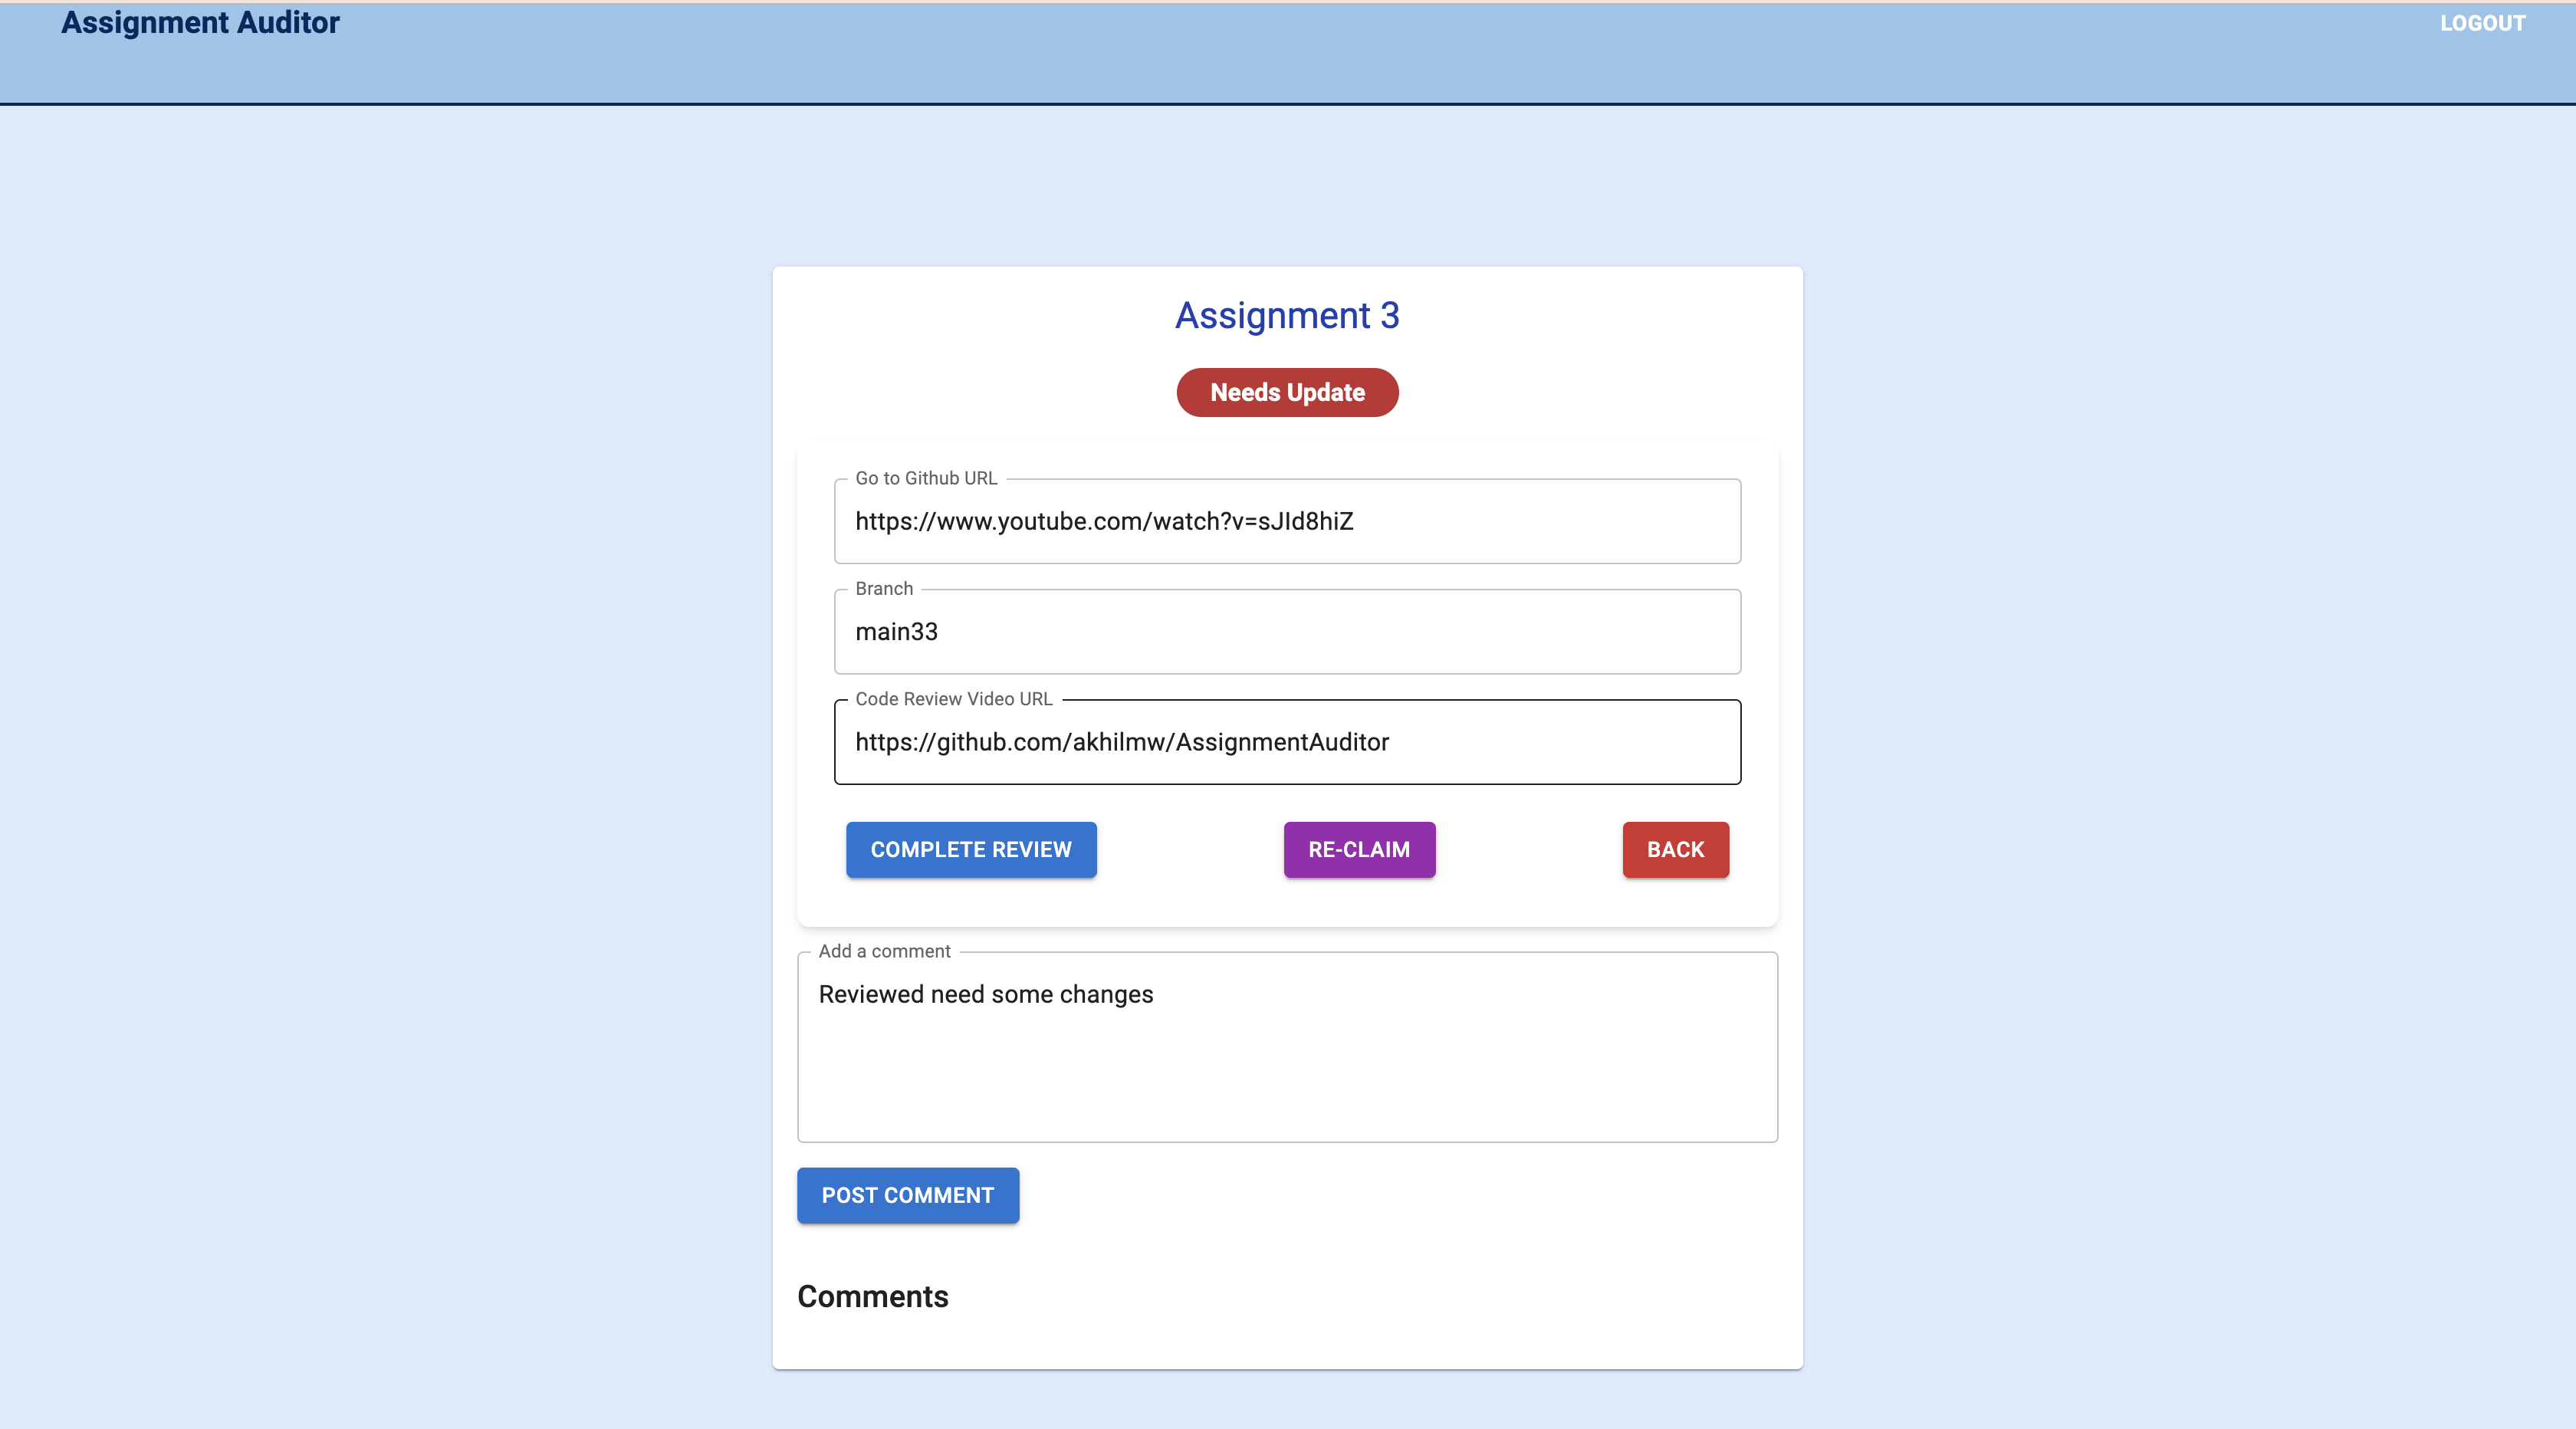 Assignment Auditor
LOGOUT
Assignment 3
Needs Update
Go to Github URL
https://www.youtube.com/watch?v=sJId8hiZ
Branch
main33
Code Review Video URL
https://github.com/akhilmw/AssignmentAuditor
COMPLETE REVIEW
RE-CLAIM
BACK
Add a comment
Reviewed need some changes
POST COMMENT
Comments